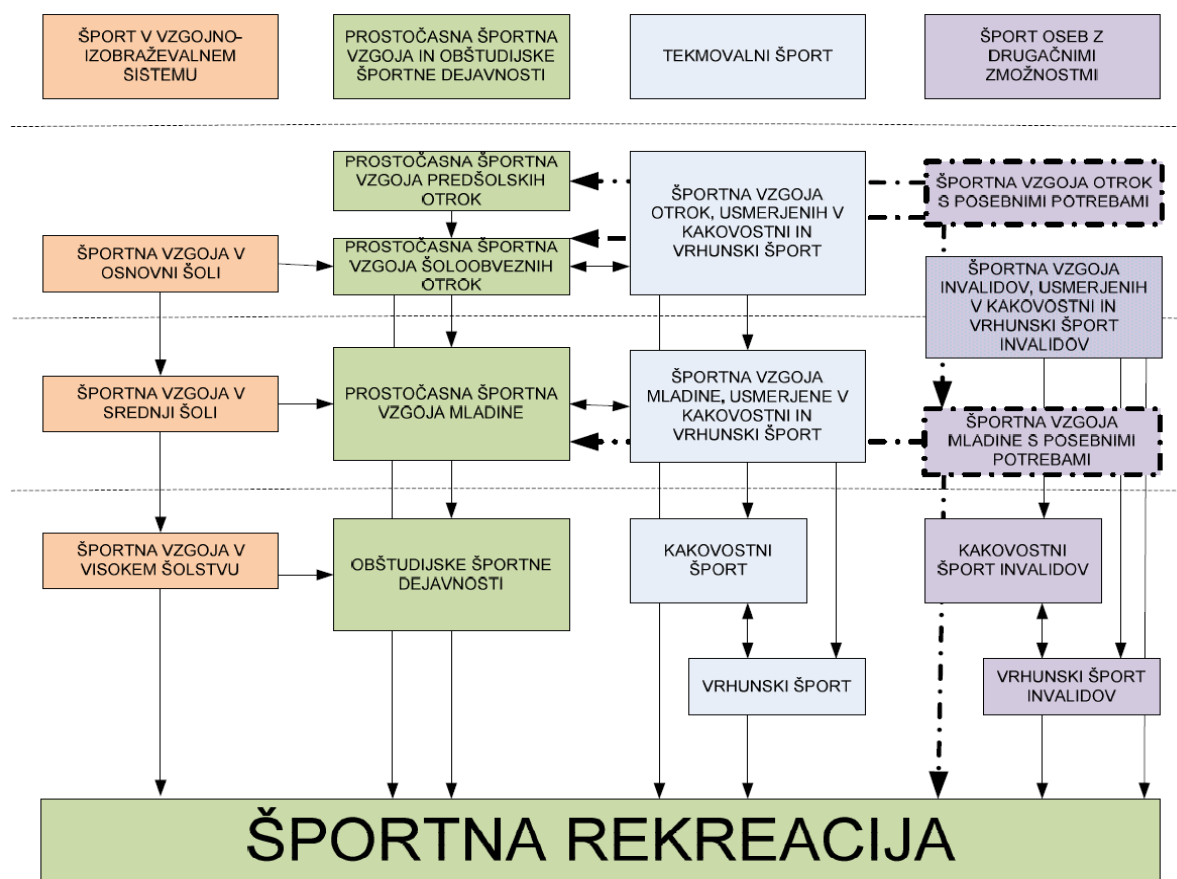 ŠPORT V VZGOJNO-
IZOBRAŽEVALNEM
SISTEMU
PROSTOČASNA ŠPORTNA
VZGOJA IN OBŠTUDIJSKE
ŠPORTNE DEJAVNOSTI
TEKMOVALNI ŠPORT
ŠPORT OSEB Z
DRUGAČNIMI
ZMOŽNOSTMI
PROSTOČASNA ŠPORTNA
VZGOJA PREDŠOLSKIH
OTROK
ŠPORTNA VZGOJA
OTROK, USMERJENIH V
KAKOVOSTNI IN
VRHUNSKI ŠPORT
ŠPORTNA VZGOJA OTROK
S POSEBNIMI POTREBAMI
ŠPORTNA VZGOJA V
OSNOVNI ŠOLI
PROSTOČASNA ŠPORTNA
VZGOJA ŠOLOOBVEZNIH
OTROK
ŠPORTNA VZGOJA
INVALIDOV, USMERJENIH
V KAKOVOSTNI IN
VRHUNSKI ŠPORT
INVALIDOV
ŠPORTNA VZGOJA V
SREDNJI ŠOLI
PROSTOČASNA ŠPORTNA
VZGOJA MLADINE
ŠPORTNA VZGOJA
MLADINE, USMERJENE V
KAKOVOSTNI IN
VRHUNSKI ŠPORT
ŠPORTNA VZGOJA
MLADINE S POSEBNIMI
POTREBAMI
ŠPORTNA VZGOJA V
VISOKEM ŠOLSTVU
OBŠTUDIJSKE ŠPORTNE
DEJAVNOSTI
KAKOVOSTNI
ŠPORT
KAKOVOSTNI
ŠPORT INVALIDOV
VRHUNSKI ŠPORT
VRHUNSKI ŠPORT
INVALIDOV
ŠPORTNA REKREACIJA